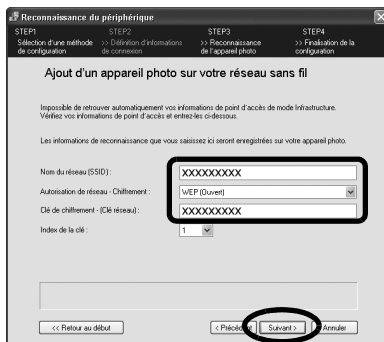 Reconnaissance du périphérique
STEP1
Sélection d'une méthode
de configuration
STEP2
>> Définition d'informations
de connexion
STEP3
>> Reconnaissance
de l'appareil photo
STEP4
>> Finalisation de la
configuration
Ajout d'un appareil photo sur votre réseau sans fil
Impossible de retrouver automatiquement vos informations de point d'accès de mode Infrastructure.
Vérifiez vos informations de point d'accès et entrez-les ci-dessous.
Les informations de reconnaissance que vous saisissez ici seront enregistrées sur votre appareil photo.
Nom du réseau (SSID) :
XXXXXXXXX
Autorisation de réseau - Chiffrement :
WEP (Ouvert)
Clé de chiffrement - (Clé réseau) :
XXXXXXXXX
Index de la clé :
1
<< Retour au début
< Précédent
Suivant >
Annuler